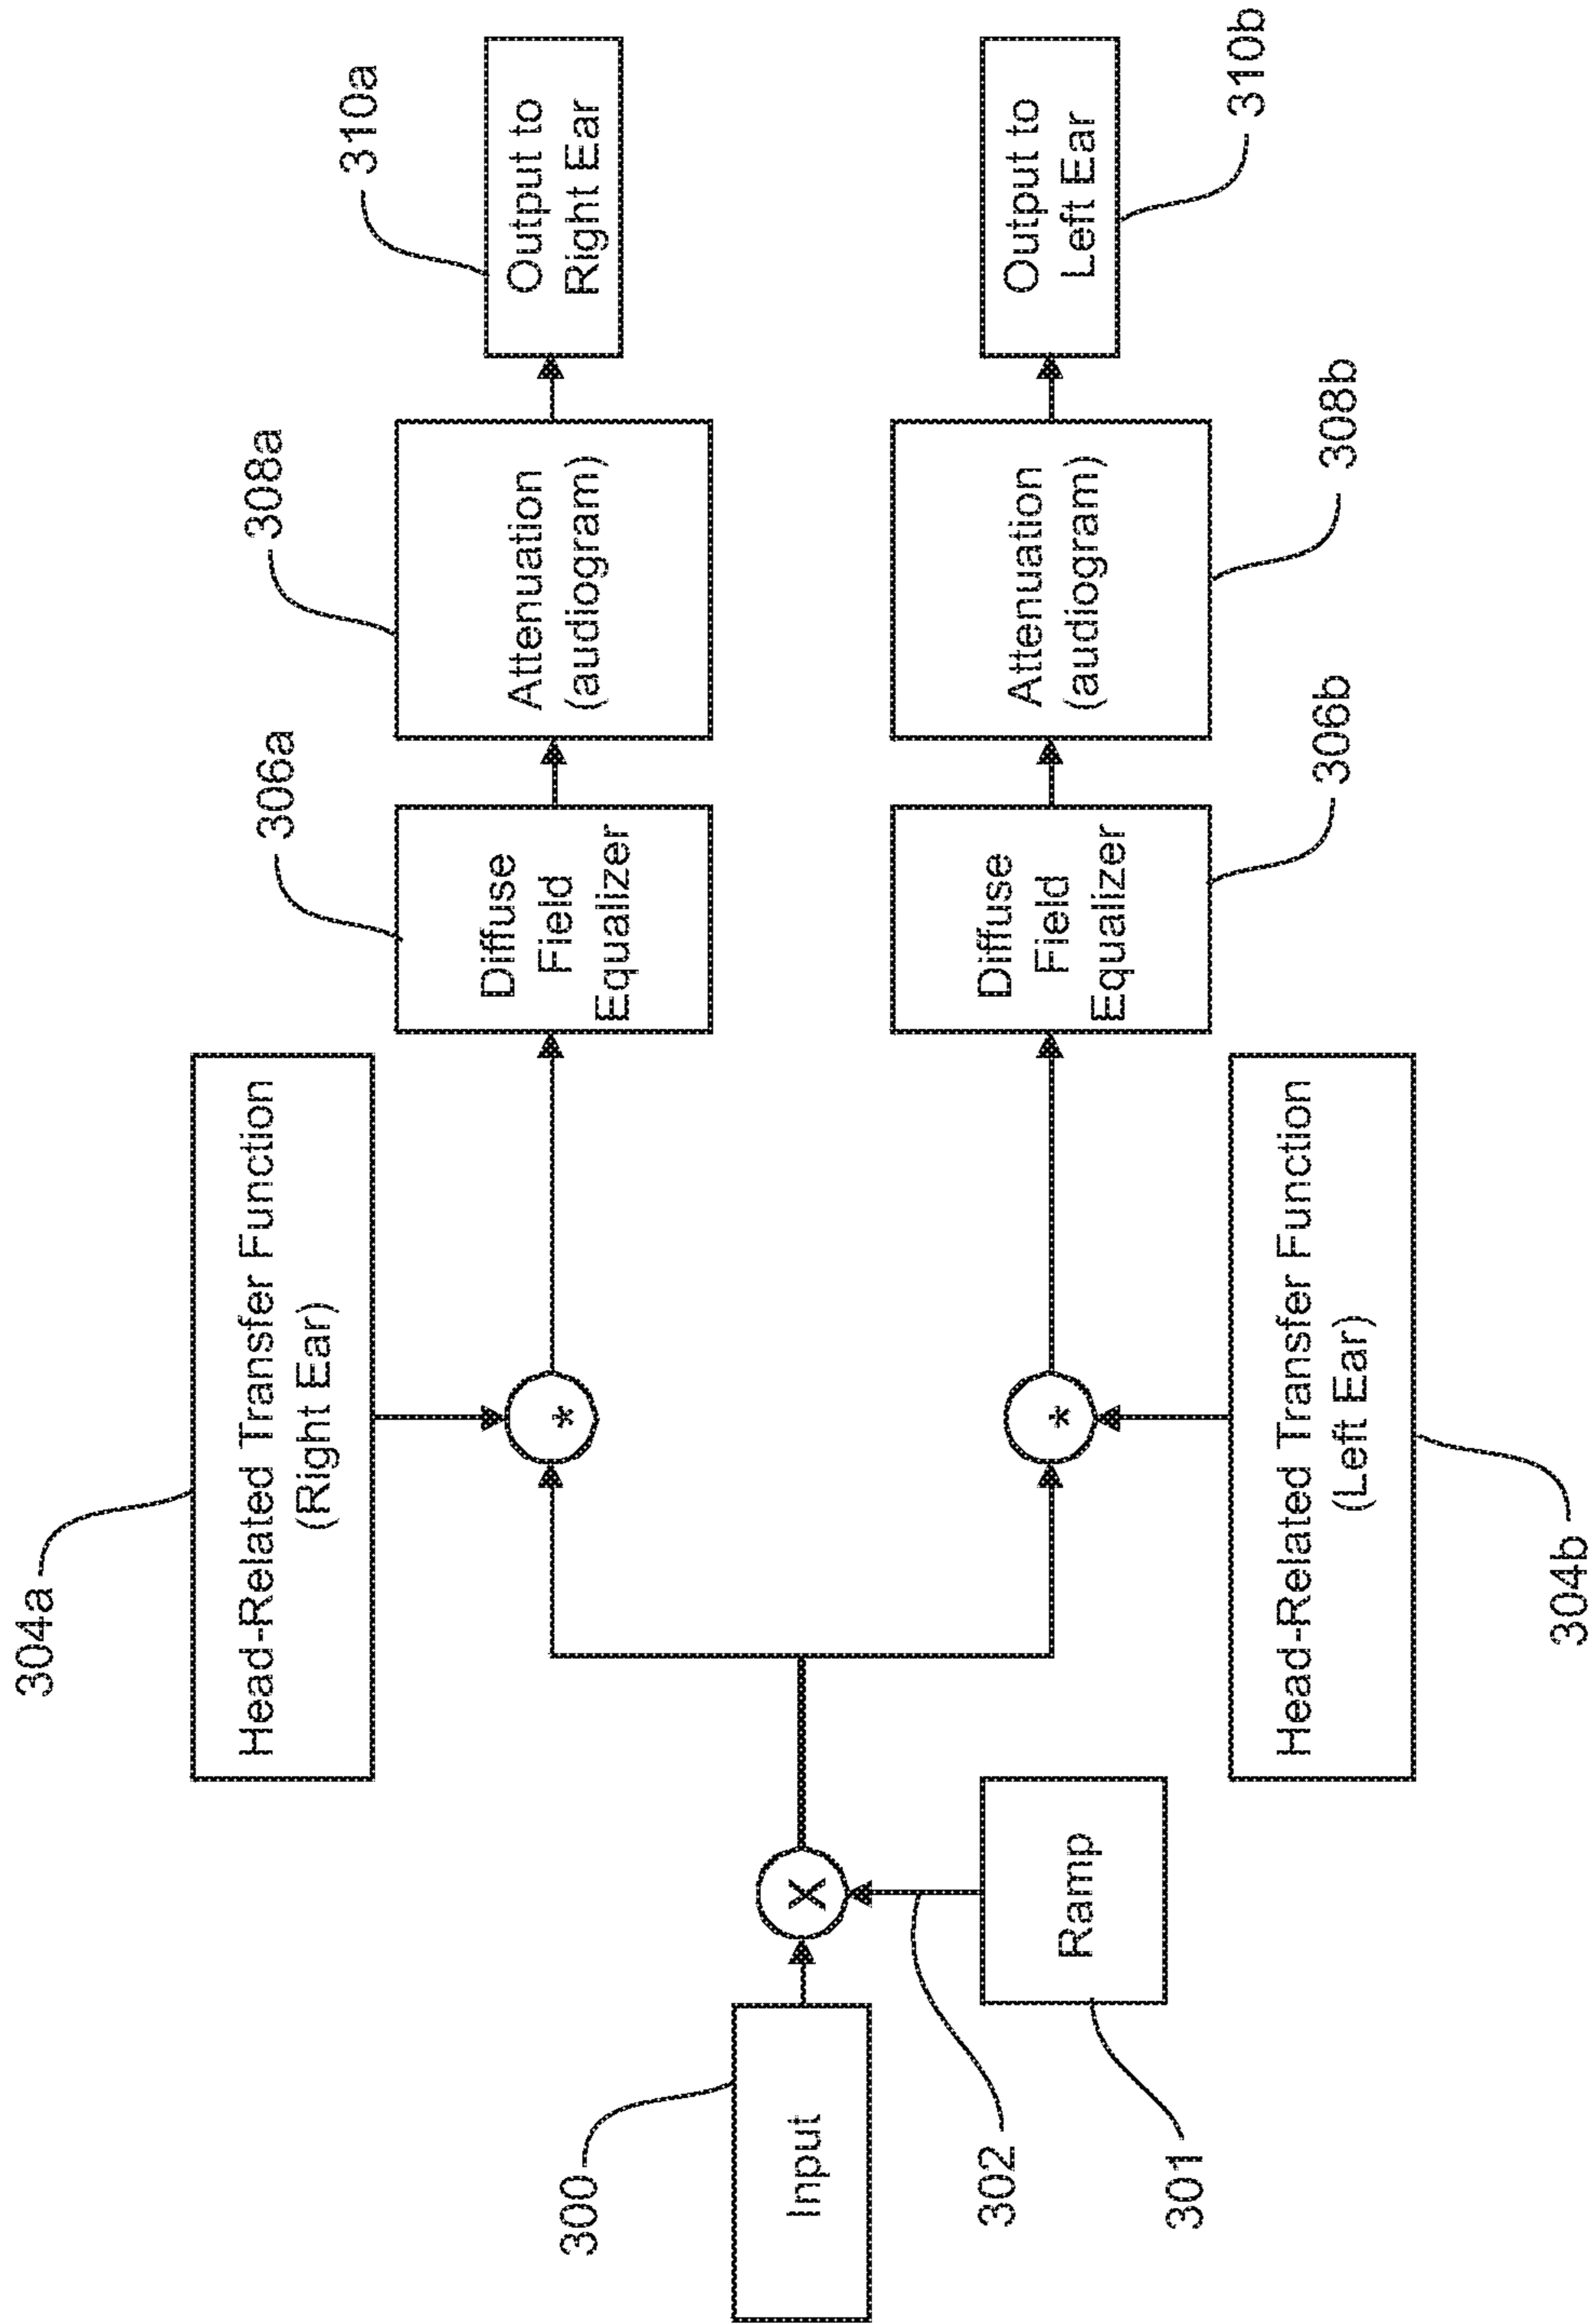 304a
Head-Related Transfer Function
(Right Ear)
306a
308a
310a
Diffuse
Field
Equalizer
Attenuation
(audiogram)
Output to
Right Ear
*
300
Input
X
302
Ramp
301
*
Diffuse
Field
Equalizer
Attenuation
(audiogram)
Output to
Left Ear
306b
308b
310b
Head-Related Transfer Function
(Left Ear)
304b